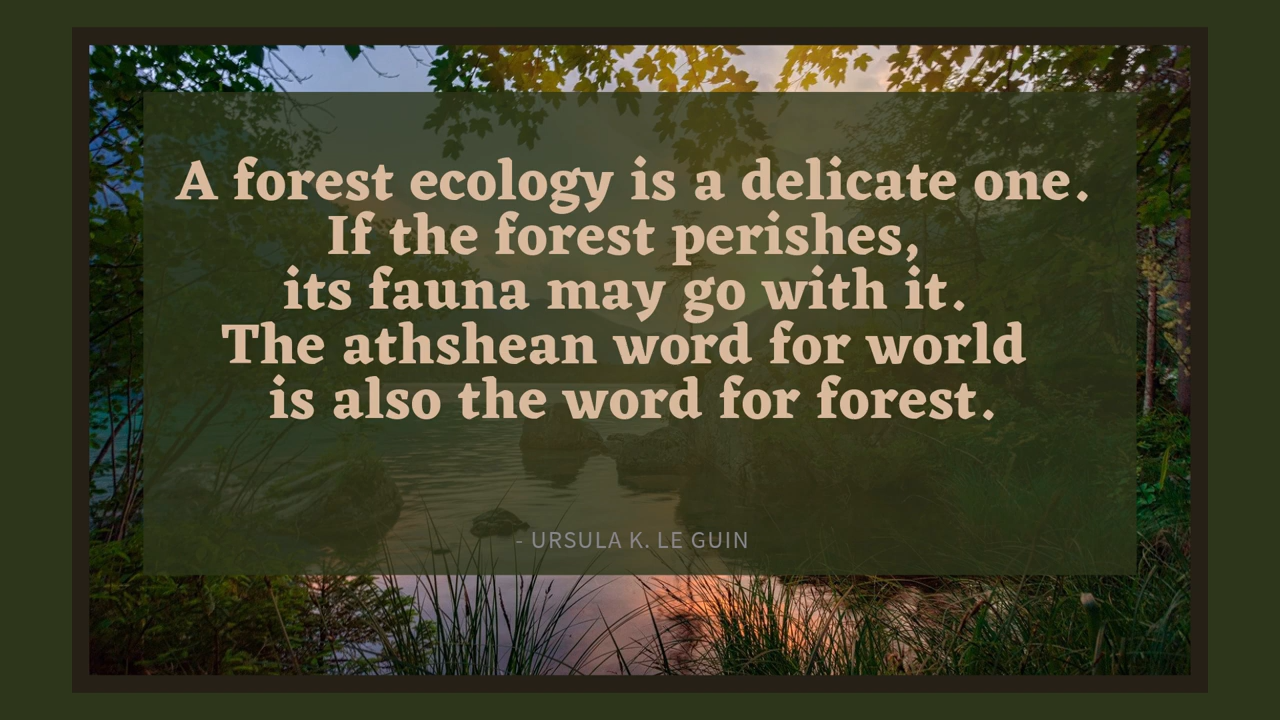 A forest ecology is a delicate one.
If the forest perishes,
its fauna may go with it.
The athshean word for world
is also the word for forest.
- URSULA K. LE GUIN